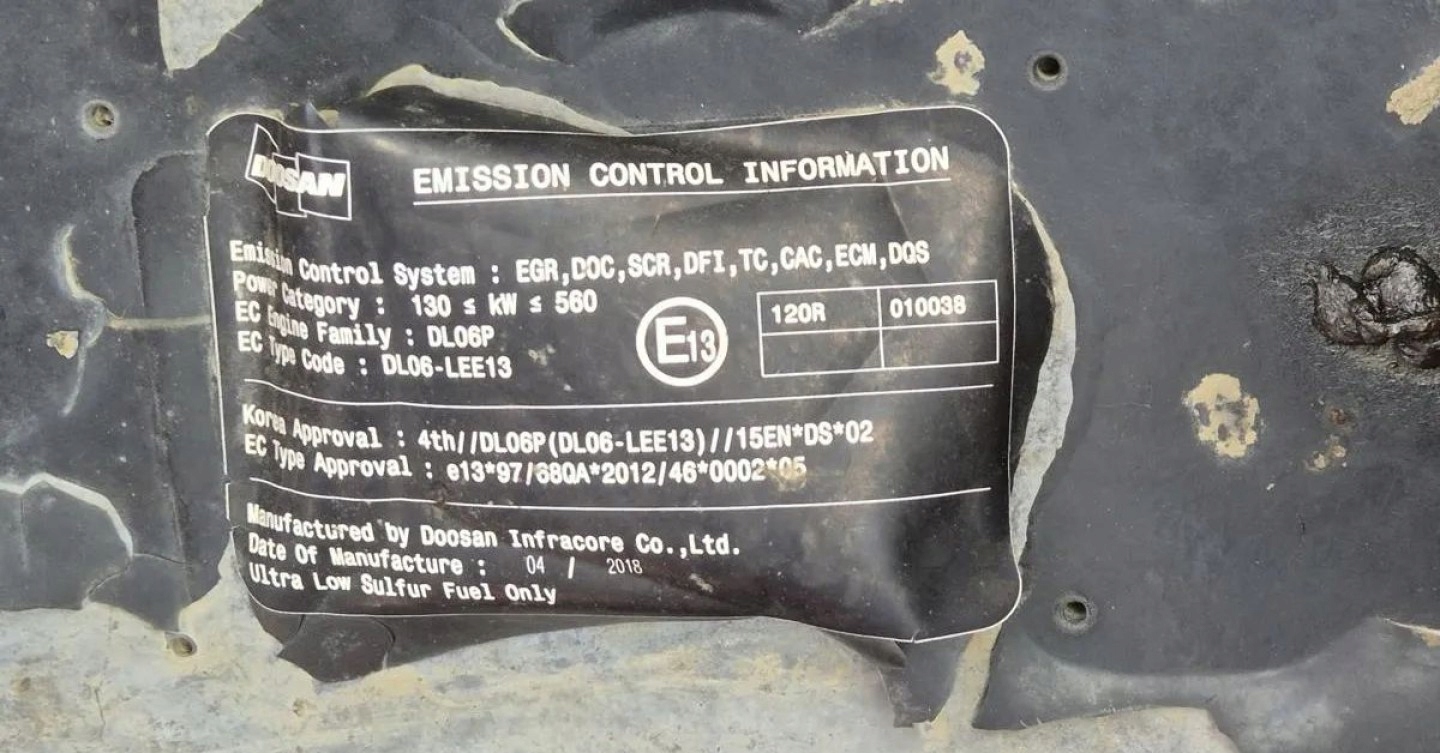 DOOSAN
EMISSION CONTROL INFORMATION
Emission Control System : EGR,DOC,SCR,DFI,TC,CAC,ECM,DQS
Power Category : 130 ≤ kW ≤ 560
EC Engine Family : DL06P
EC Type Code : DL06-LEE13
E13
120R 010038
Korea Approval : 4th//DL06P(DL06-LEE13)//15EN*DS*02
EC Type Approval : e13*97/68QA*2012/46*0002*05
Manufactured by Doosan Infracore Co.,Ltd.
Date Of Manufacture : 04 / 2018
Ultra Low Sulfur Fuel Only